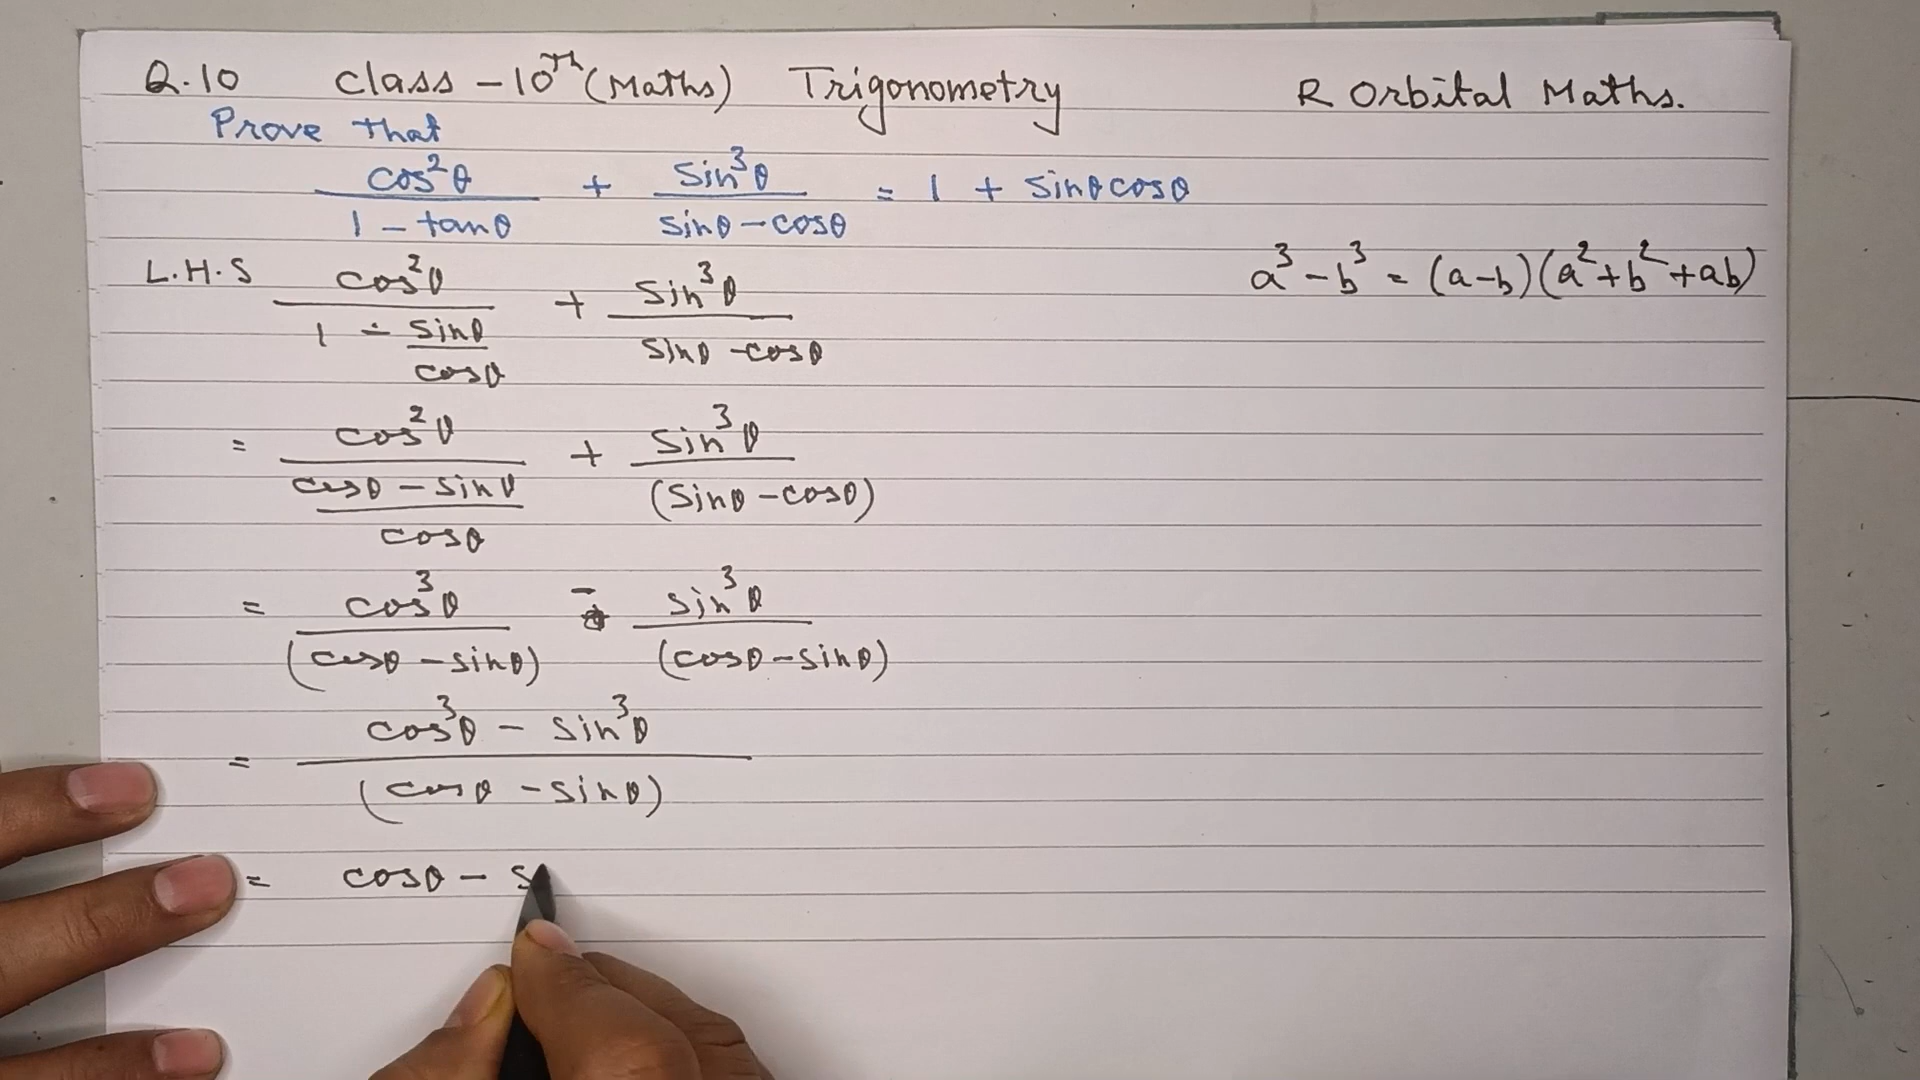 Q.10 Class - 10th (Maths) Trigonometry R Orbital Maths.
Prove that
cos²θ / 1 - tanθ + sin³θ / sinθ - cosθ = 1 + sinθ cosθ
a³ - b³ = (a-b)(a²+b²+ab)
L.H.S cos²θ / 1 - sinθ/cosθ + sin³θ / sinθ - cosθ
= cos²θ / cosθ - sinθ / cosθ + sin³θ / (sinθ - cosθ)
= cos³θ / (cosθ - sinθ) - sin³θ / (cosθ - sinθ)
= cos³θ - sin³θ / (cosθ - sinθ)
= cosθ - s